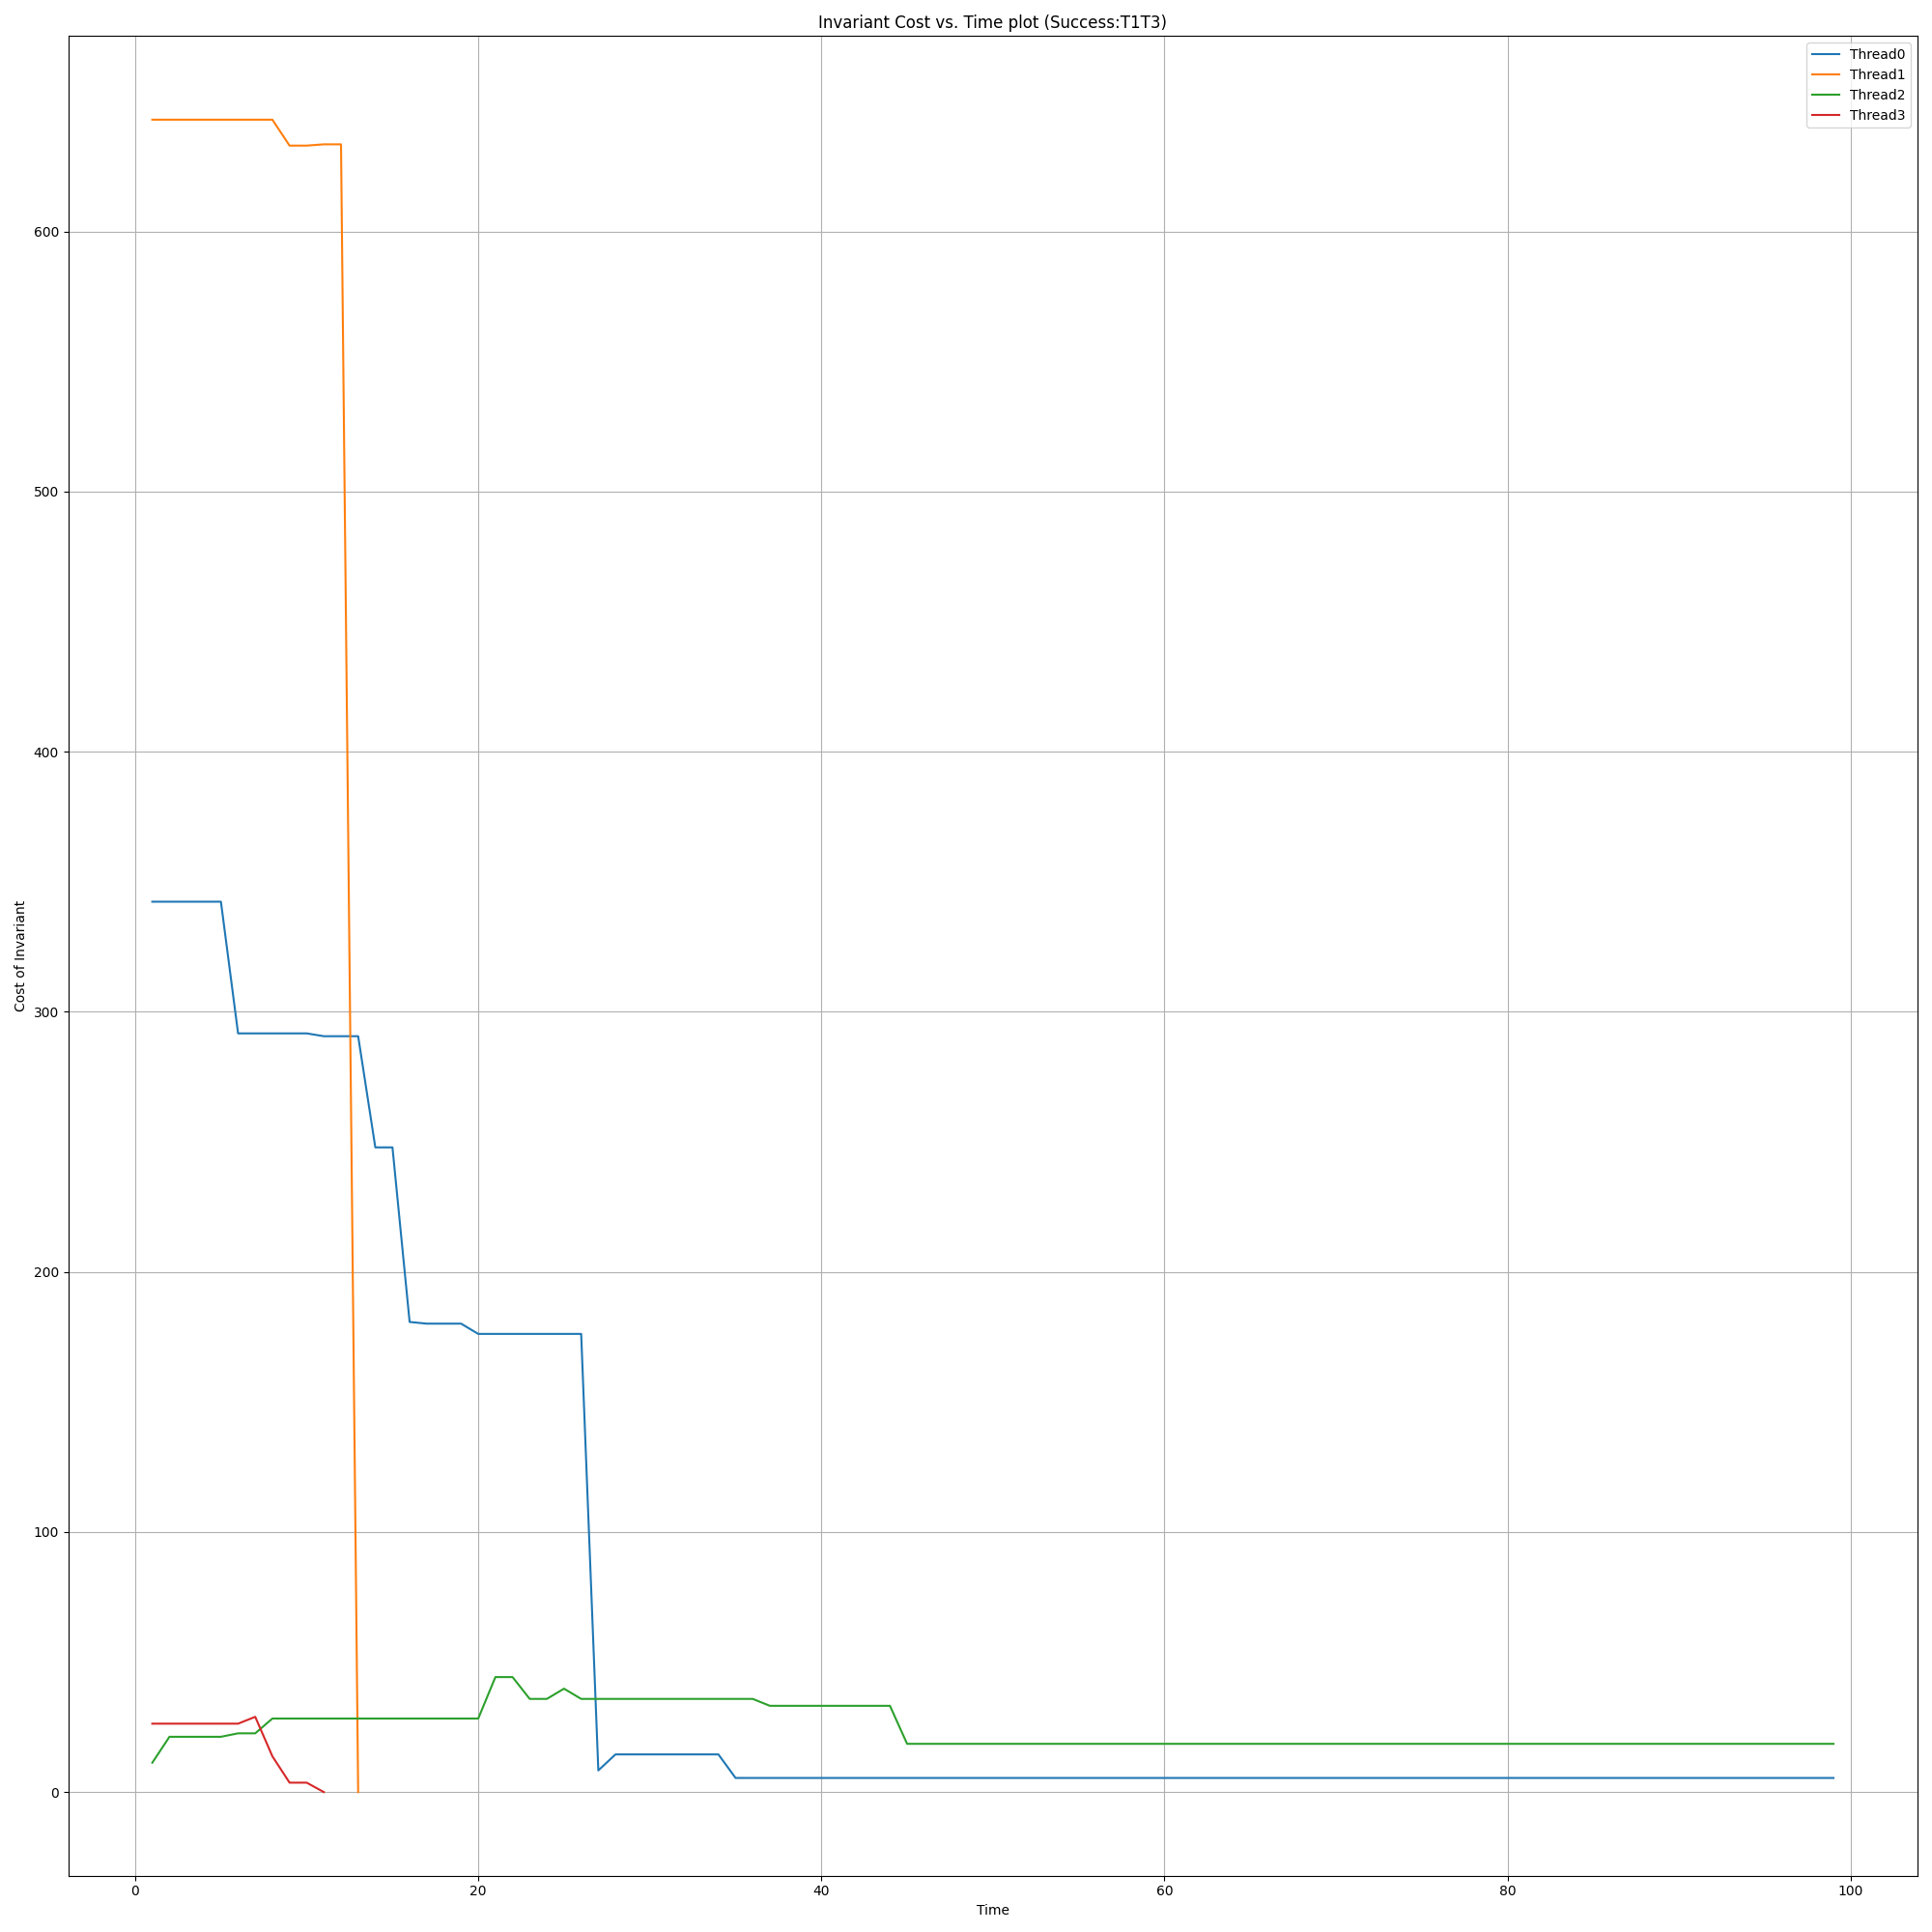 Invariant Cost vs. Time plot (Success:T1T3)
Thread0
Thread1
Thread2
Thread3
600
500
400
300
200
100
0
Cost of Invariant
0 20 40 60 80 100
Time